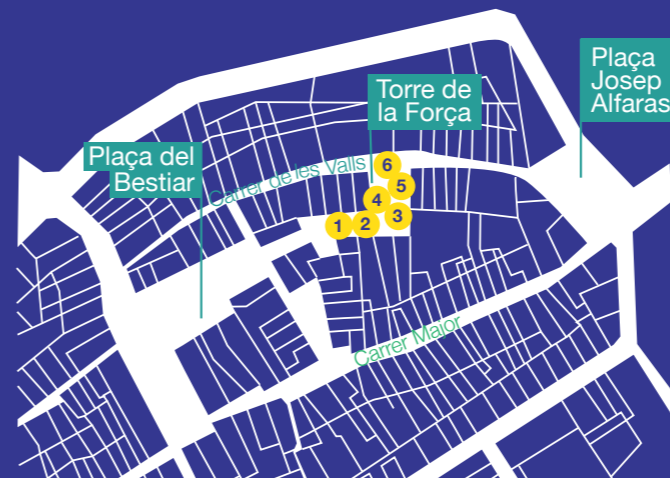 Plaça
Josep
Alfaras
Torre de
la Força
Plaça del
Bestiar
Carrer de les Valls
6
5
4
3
2
1
Carrer Major